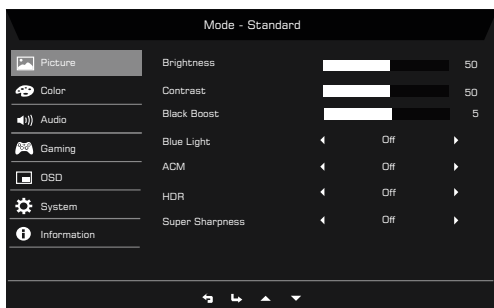 Mode - Standard
Picture
Color
Audio
Gaming
OSD
System
Information
Brightness 50
Contrast 50
Black Boost 5
Blue Light Off
ACM Off
HDR Off
Super Sharpness Off